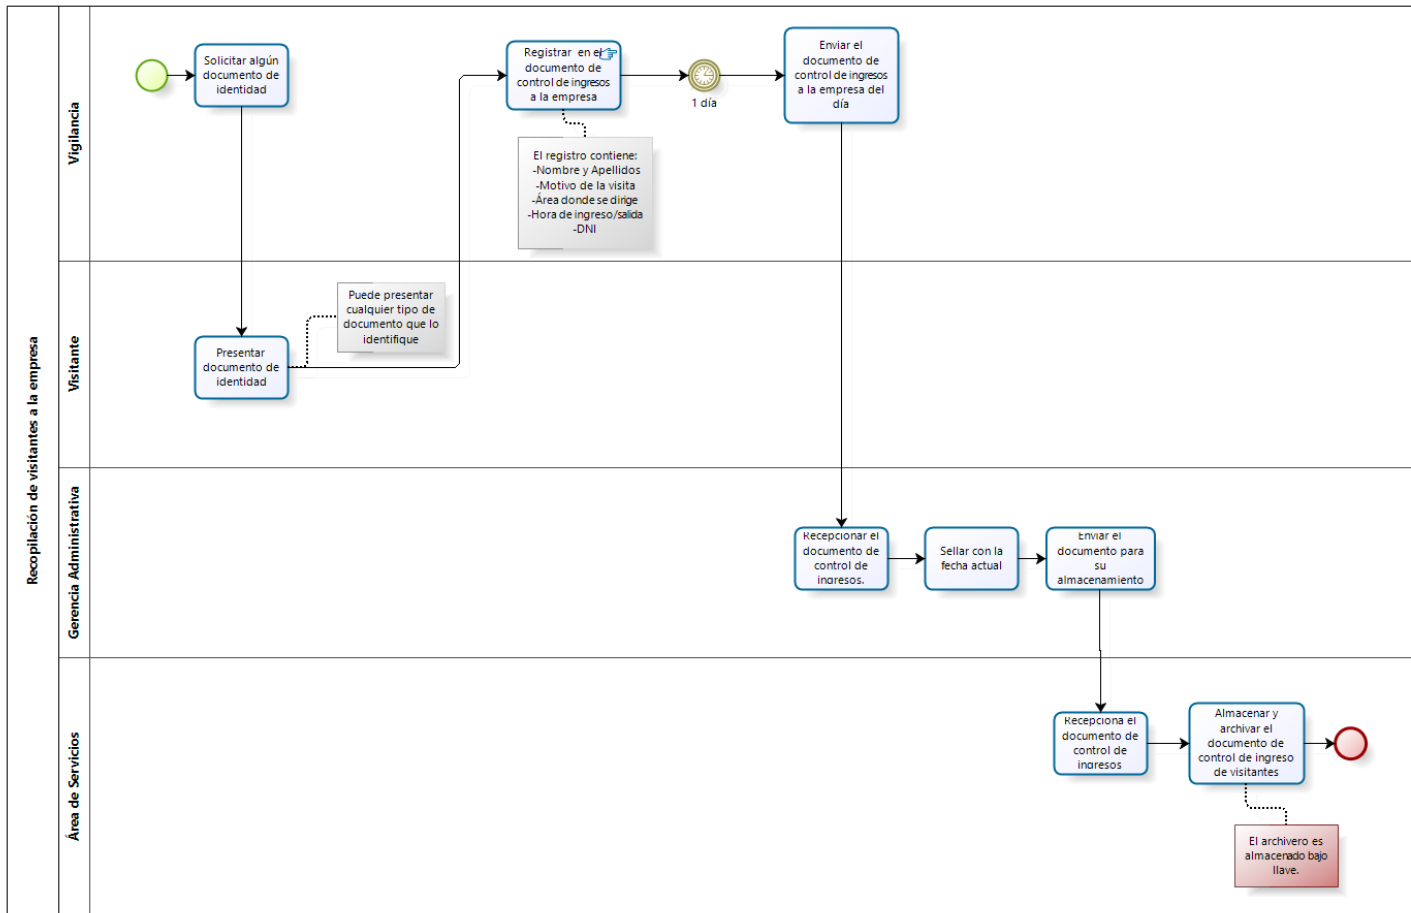 Recopilación de visitantes a la empresa
Vigilancia
Solicitar algún
documento de
identidad
Registrar en el
documento de
control de ingresos
a la empresa
1 día
Enviar el
documento de
control de ingresos
a la empresa del
día
El registro contiene:
-Nombre y Apellidos
-Motivo de la visita
-Área donde se dirige
-Hora de ingreso/salida
-DNI
Visitante
Presentar
documento de
identidad
Puede presentar
cualquier tipo de
documento que lo
identifique
Gerencia Administrativa
Recepcionar el
documento de
control de
ingresos.
Sellar con la
fecha actual
Enviar el
documento para
su
almacenamiento
Área de Servicios
Recepciona el
documento de
control de
ingresos
Almacenar y
archivar el
documento de
control de ingreso
de visitantes
El archivero es
almacenado bajo
llave.